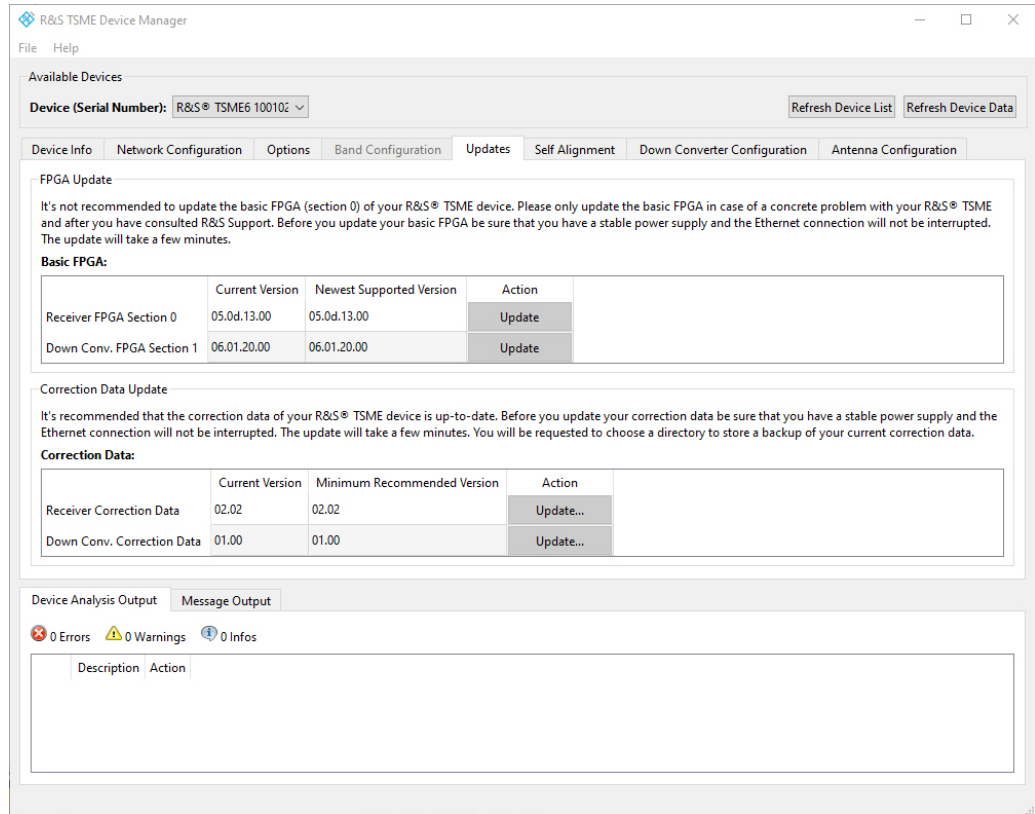 R&S TSME Device Manager
File Help
Available Devices
Device (Serial Number): R&S® TSME6 100102 Refresh Device List Refresh Device Data
Device Info Network Configuration Options Band Configuration Updates Self Alignment Down Converter Configuration Antenna Configuration
FPGA Update
It's not recommended to update the basic FPGA (section 0) of your R&S® TSME device. Please only update the basic FPGA in case of a concrete problem with your R&S® TSME
and after you have consulted R&S Support. Before you update your basic FPGA be sure that you have a stable power supply and the Ethernet connection will not be interrupted.
The update will take a few minutes.
Basic FPGA:
Current Version Newest Supported Version Action
Receiver FPGA Section 0 05.0d.13.00 05.0d.13.00 Update
Down Conv. FPGA Section 1 06.01.20.00 06.01.20.00 Update
Correction Data Update
It's recommended that the correction data of your R&S® TSME device is up-to-date. Before you update your correction data be sure that you have a stable power supply and the
Ethernet connection will not be interrupted. The update will take a few minutes. You will be requested to choose a directory to store a backup of your current correction data.
Correction Data:
Current Version Minimum Recommended Version Action
Receiver Correction Data 02.02 02.02 Update...
Down Conv. Correction Data 01.00 01.00 Update...
Device Analysis Output Message Output
0 Errors 0 Warnings 0 Infos
Description Action